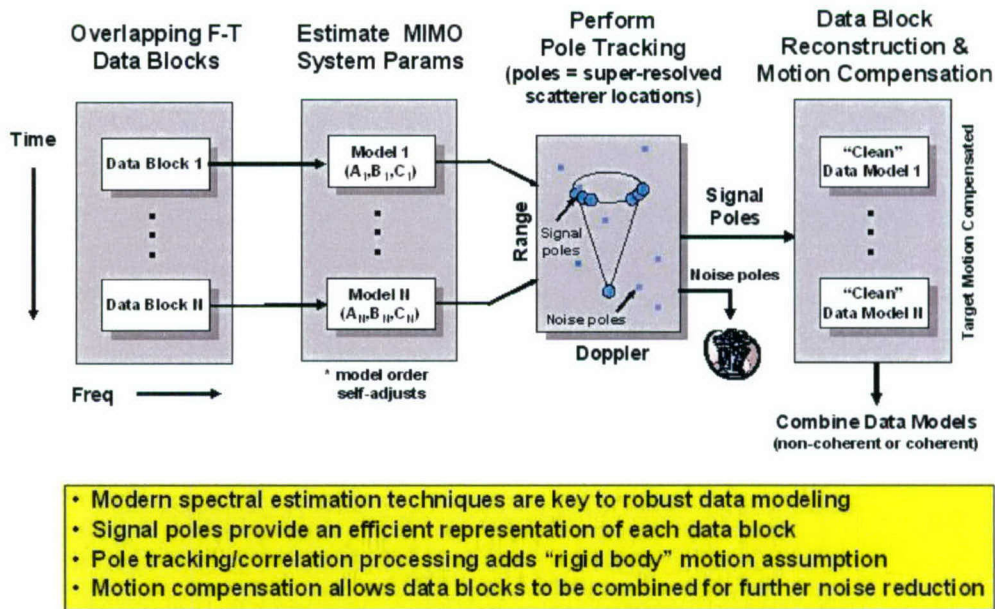 Overlapping F-T
Data Blocks
Estimate MIMO
System Params
Perform
Pole Tracking
(poles = super-resolved
scatterer locations)
Data Block
Reconstruction &
Motion Compensation
Time
Data Block 1
Data Block N
Freq
Model 1
(A₁,B₁,C₁)
Model N
(A_N,B_N,C_N)
* model order
self-adjusts
Range
Signal
poles
Noise poles
Doppler
Signal
Poles
Noise poles
“Clean”
Data Model 1
“Clean”
Data Model N
Target Motion Compensated
Combine Data Models
(non-coherent or coherent)
• Modern spectral estimation techniques are key to robust data modeling
• Signal poles provide an efficient representation of each data block
• Pole tracking/correlation processing adds “rigid body” motion assumption
• Motion compensation allows data blocks to be combined for further noise reduction